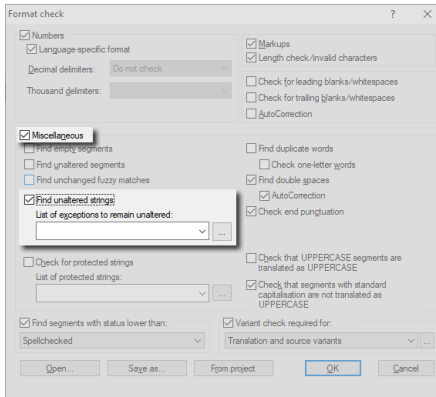 Format check
? ×
Numbers
Language-specific format
Decimal delimiters: Do not check
Thousand delimiters:
Markups
Length check/invalid characters
Check for leading blanks/whitespaces
Check for trailing blanks/whitespaces
AutoCorrection
Miscellaneous
Find empty segments
Find unaltered segments
Find unchanged fuzzy matches
Find unaltered strings
List of exceptions to remain unaltered:
...
Check for protected strings
List of protected strings:
...
Find duplicate words
Check one-letter words
Find double spaces
AutoCorrection
Check end punctuation
Check that UPPERCASE segments are
translated as UPPERCASE
Check that segments with standard
capitalisation are not translated as
UPPERCASE
Find segments with status lower than:
Spellchecked
Variant check required for:
Translation and source variants ...
Open... Save as... From project OK Cancel